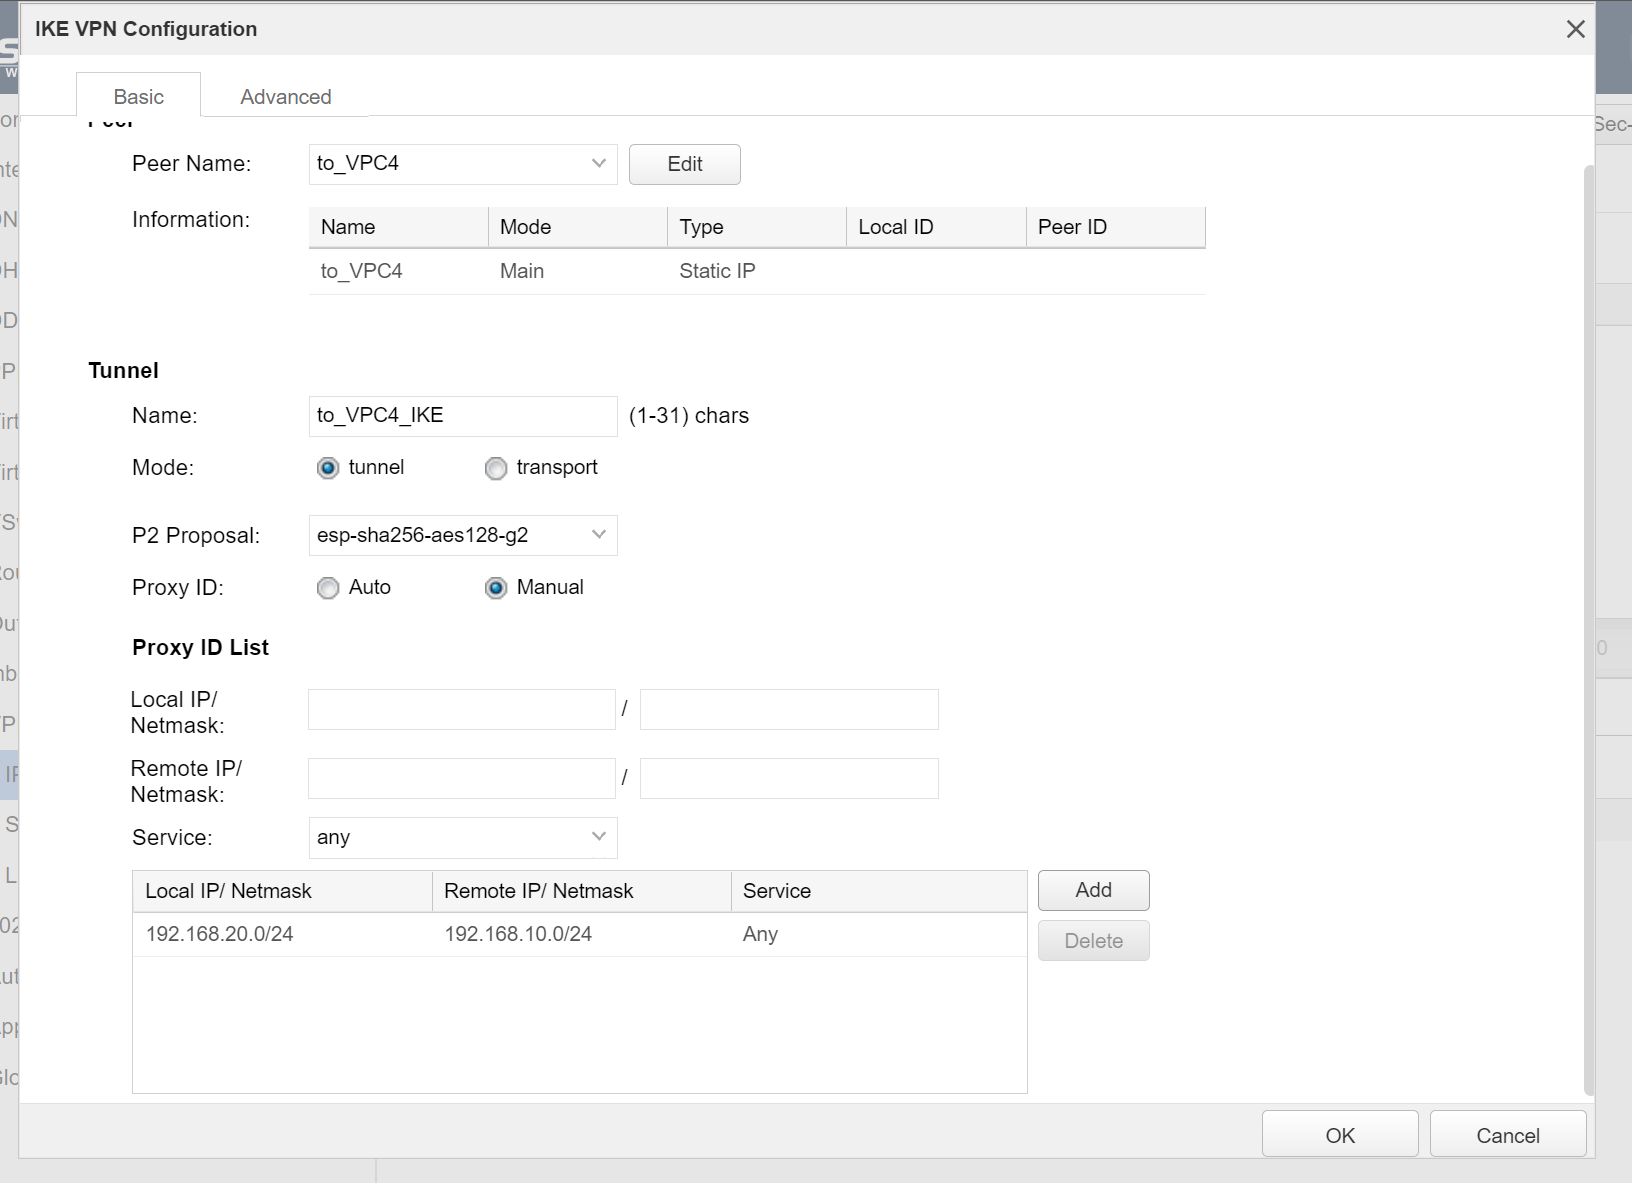 IKE VPN Configuration
Basic Advanced
Peer
Peer Name: to_VPC4 Edit
Information: Name Mode Type Local ID Peer ID
to_VPC4 Main Static IP
Tunnel
Name: to_VPC4_IKE (1-31) chars
Mode: tunnel transport
P2 Proposal: esp-sha256-aes128-g2
Proxy ID: Auto Manual
Proxy ID List
Local IP/
Netmask: /
Remote IP/
Netmask: /
Service: any
Local IP/ Netmask Remote IP/ Netmask Service Add
192.168.20.0/24 192.168.10.0/24 Any
Delete
OK Cancel